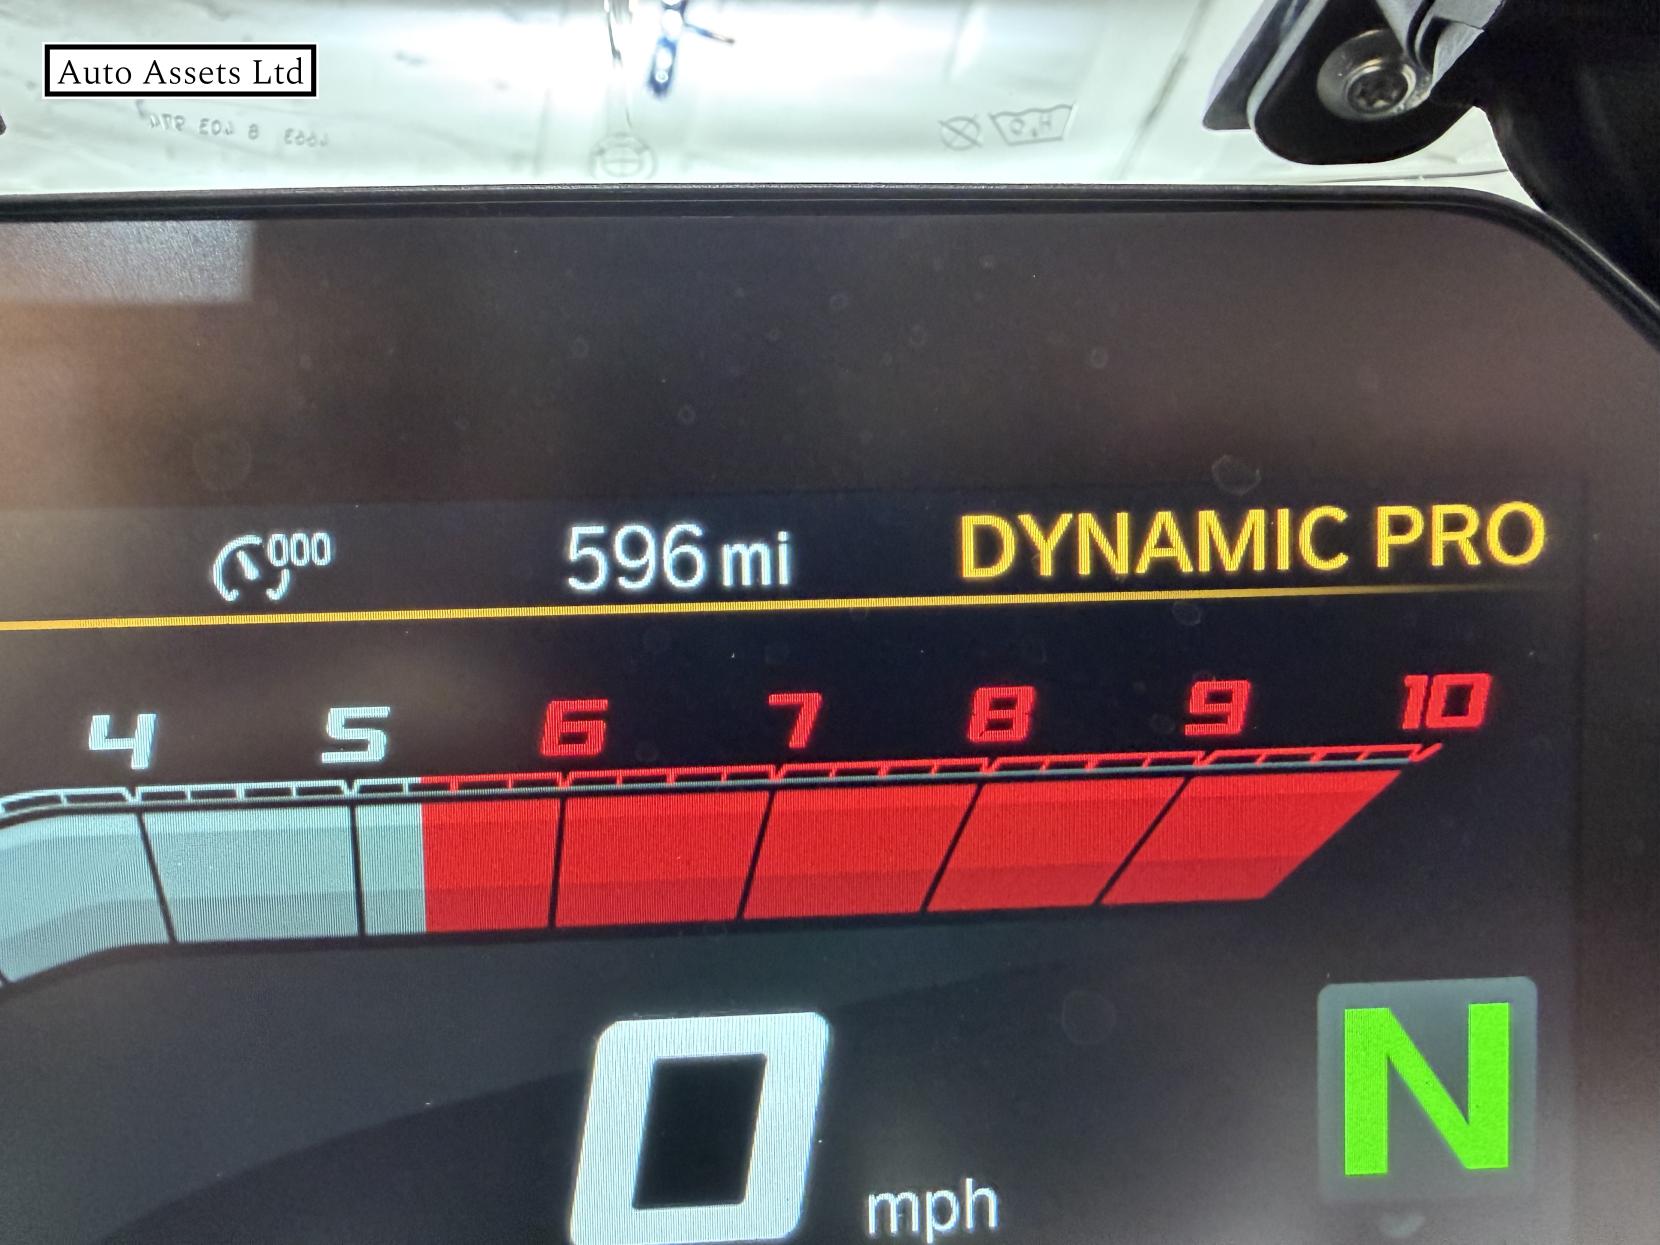 Auto Assets Ltd
000
596 mi
DYNAMIC PRO
4 5 6 7 8 9 10
0 mph
N